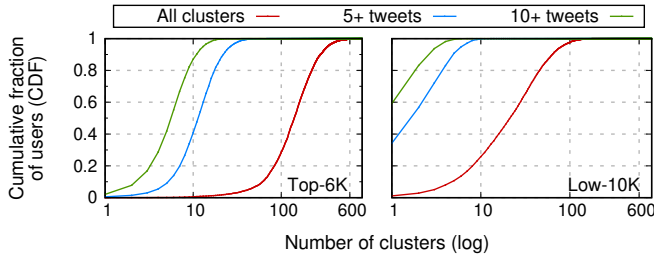 All clusters 5+ tweets 10+ tweets
Cumulative fraction
of users (CDF)
1
0.8
0.6
0.4
0.2
0
1 10 100 600
Top-6K
1 10 100 600
Low-10K
Number of clusters (log)